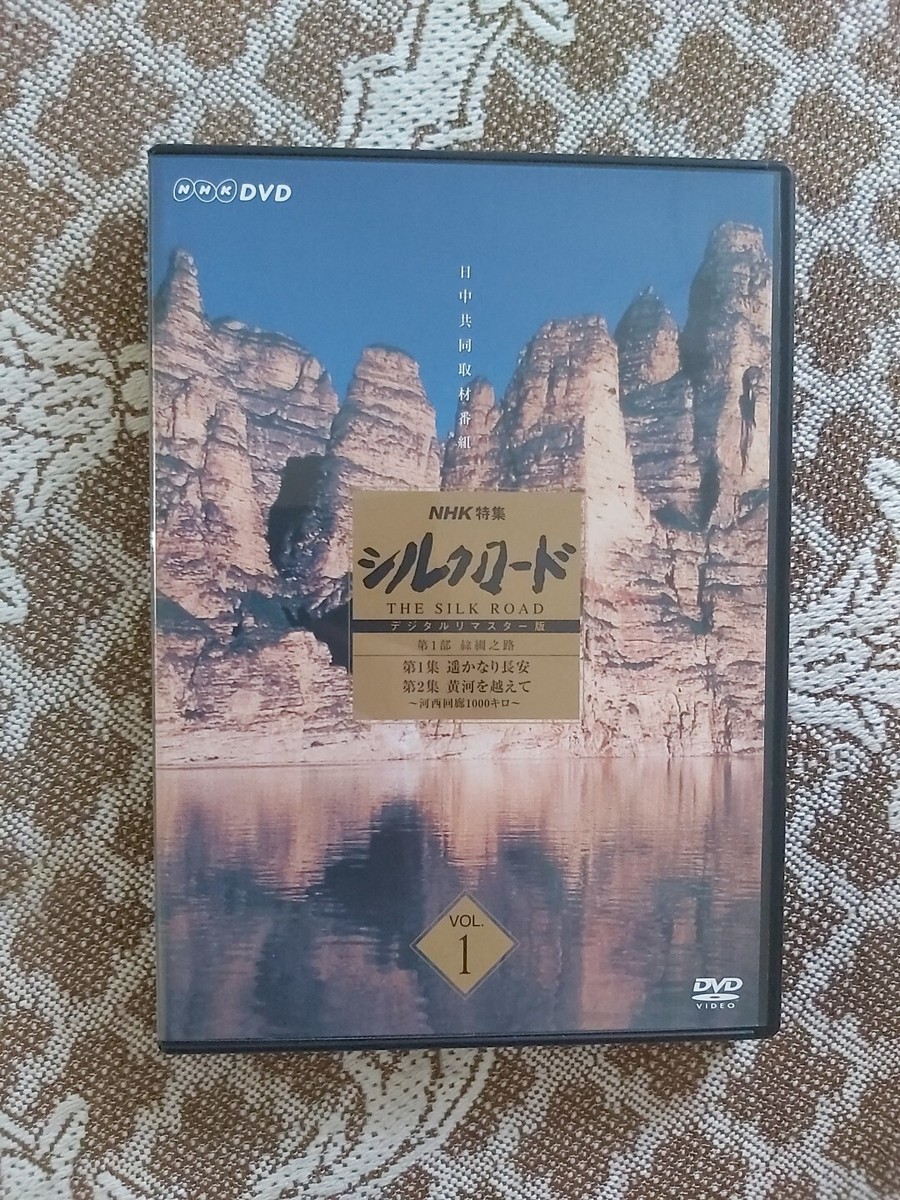 NHK DVD
日中共同取材番組
NHK特集
シルクロード
THE SILK ROAD
デジタルリマスター版
第1部 絲綢之路
第1集 遥かなり長安
第2集 黄河を越えて
～河西回廊1000キロ～
VOL.
1
DVD
VIDEO